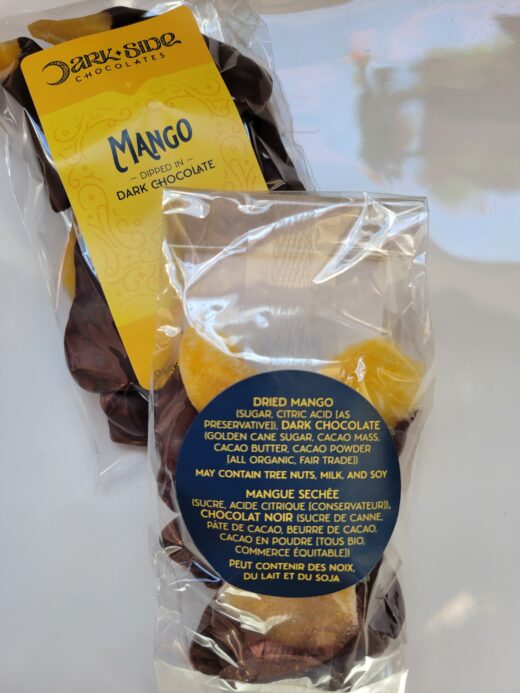 DARK SIDE
CHOCOLATES
MANGO
– DIPPED IN –
DARK CHOCOLATE
DRIED MANGO
(SUGAR, CITRIC ACID [AS
PRESERVATIVE]), DARK CHOCOLATE
(GOLDEN CANE SUGAR, CACAO MASS,
CACAO BUTTER, CACAO POWDER
[ALL ORGANIC, FAIR TRADE])
MAY CONTAIN TREE NUTS, MILK, AND SOY
MANGUE SECHÉE
(SUCRE, ACIDE CITRIQUE [CONSERVATEUR]),
CHOCOLAT NOIR (SUCRE DE CANNE,
PÂTE DE CACAO, BEURRE DE CACAO,
CACAO EN POUDRE [TOUS BIO,
COMMERCE ÉQUITABLE])
PEUT CONTENIR DES NOIX,
DU LAIT ET DU SOJA